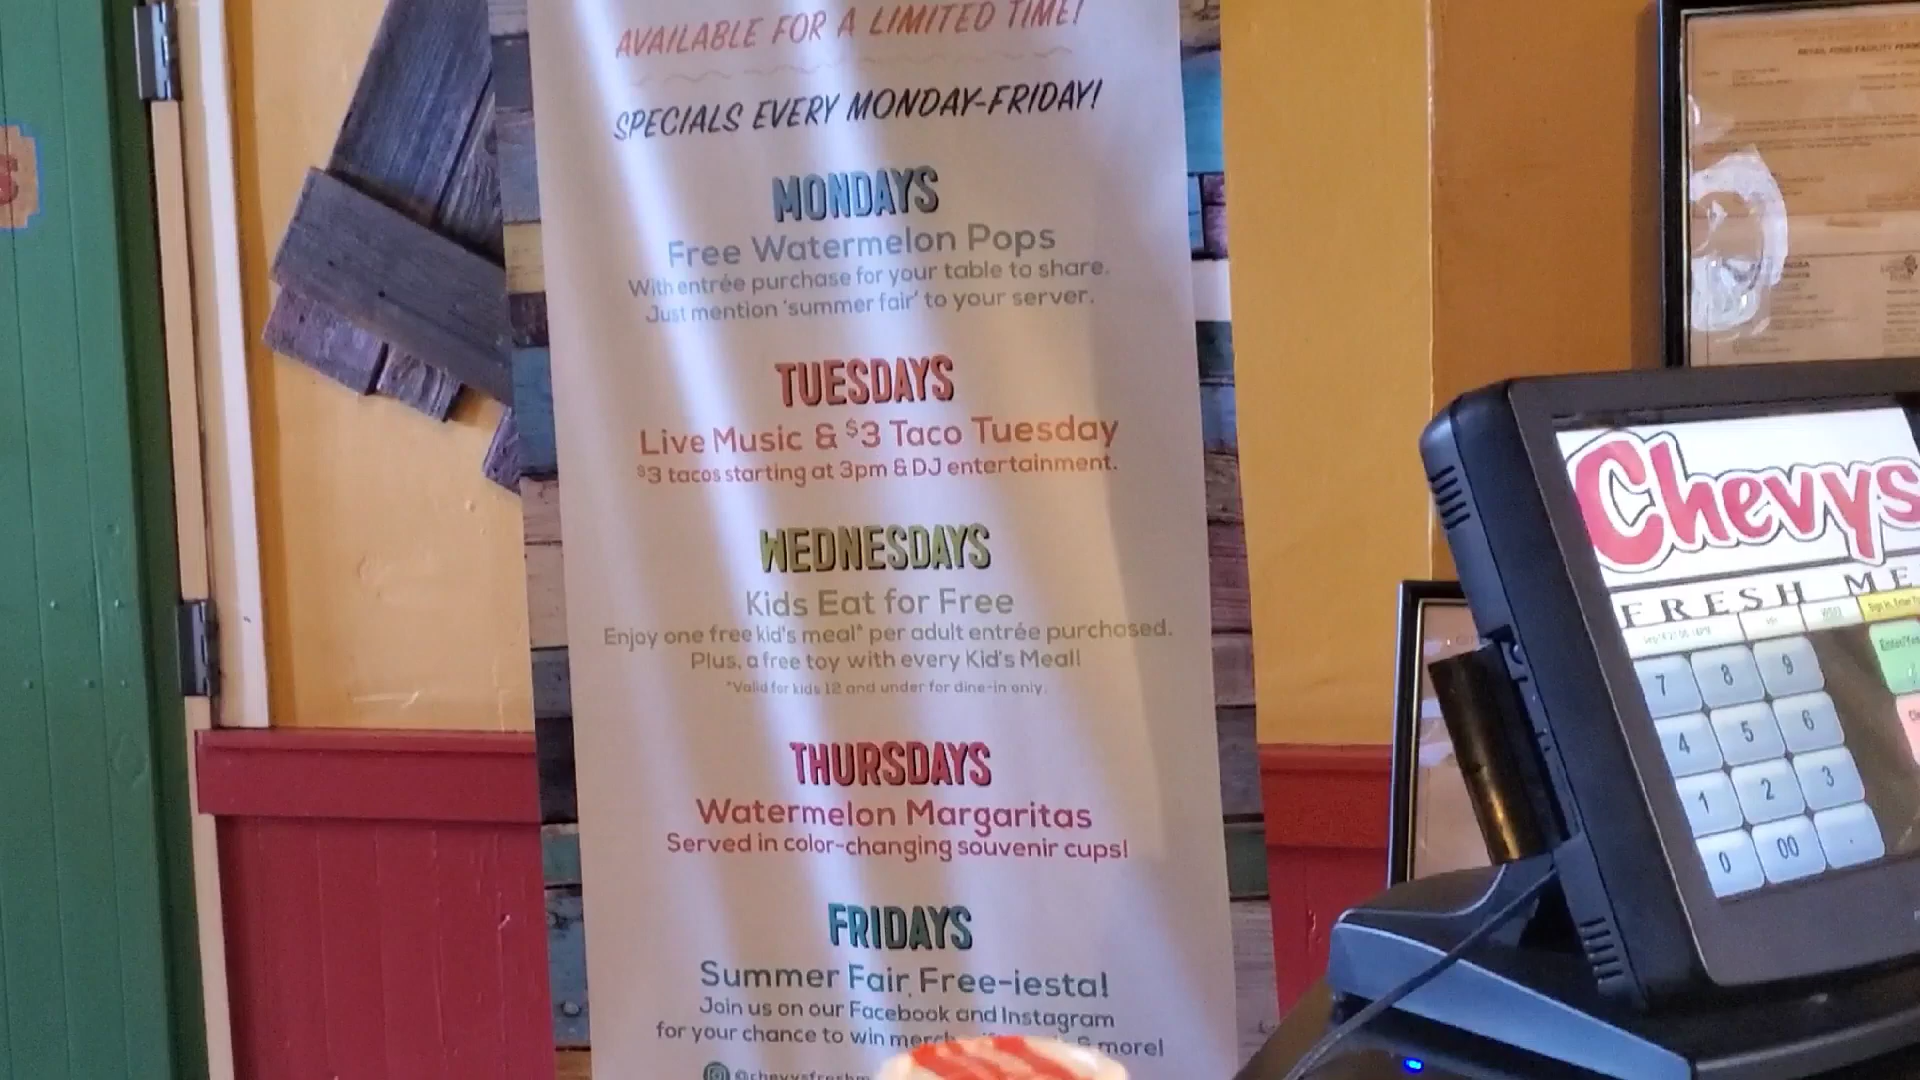 AVAILABLE FOR A LIMITED TIME!
SPECIALS EVERY MONDAY-FRIDAY!
MONDAYS
Free Watermelon Pops
With entrée purchase for your table to share.
Just mention 'summer fair' to your server.
TUESDAYS
Live Music & $3 Taco Tuesday
$3 tacos starting at 3pm & DJ entertainment.
WEDNESDAYS
Kids Eat for Free
Enjoy one free kid's meal* per adult entrée purchased.
Plus, a free toy with every Kid's Meal!
*Valid for kids 12 and under for dine-in only.
THURSDAYS
Watermelon Margaritas
Served in color-changing souvenir cups!
FRIDAYS
Summer Fair Free-iesta!
Join us on our Facebook and Instagram
for your chance to win & more!
RETAIL FOOD FACILITY
Chevys
FRESH ME
7 8 9
4 5 6
1 2 3
0 00 .